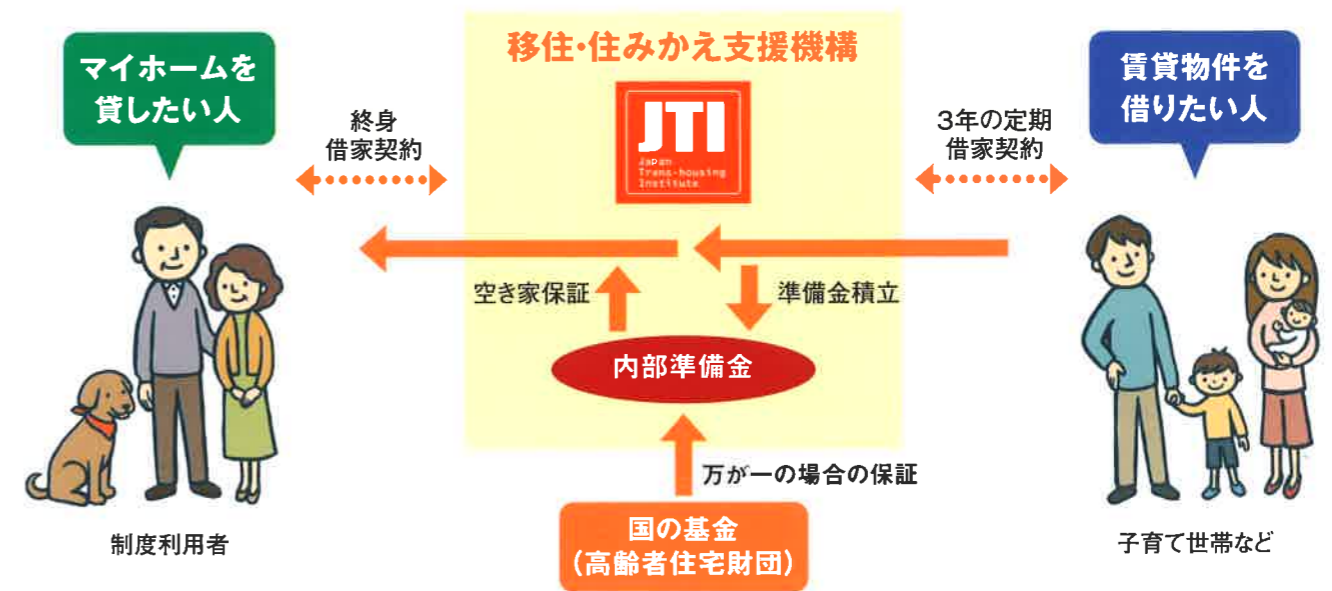 マイホームを
貸したい人
終身
借家契約
移住・住みかえ支援機構
JTI
Japan
Trans-housing
Institute
3年の定期
借家契約
賃貸物件を
借りたい人
空き家保証
準備金積立
内部準備金
万が一の場合の保証
国の基金
(高齢者住宅財団)
制度利用者
子育て世帯など